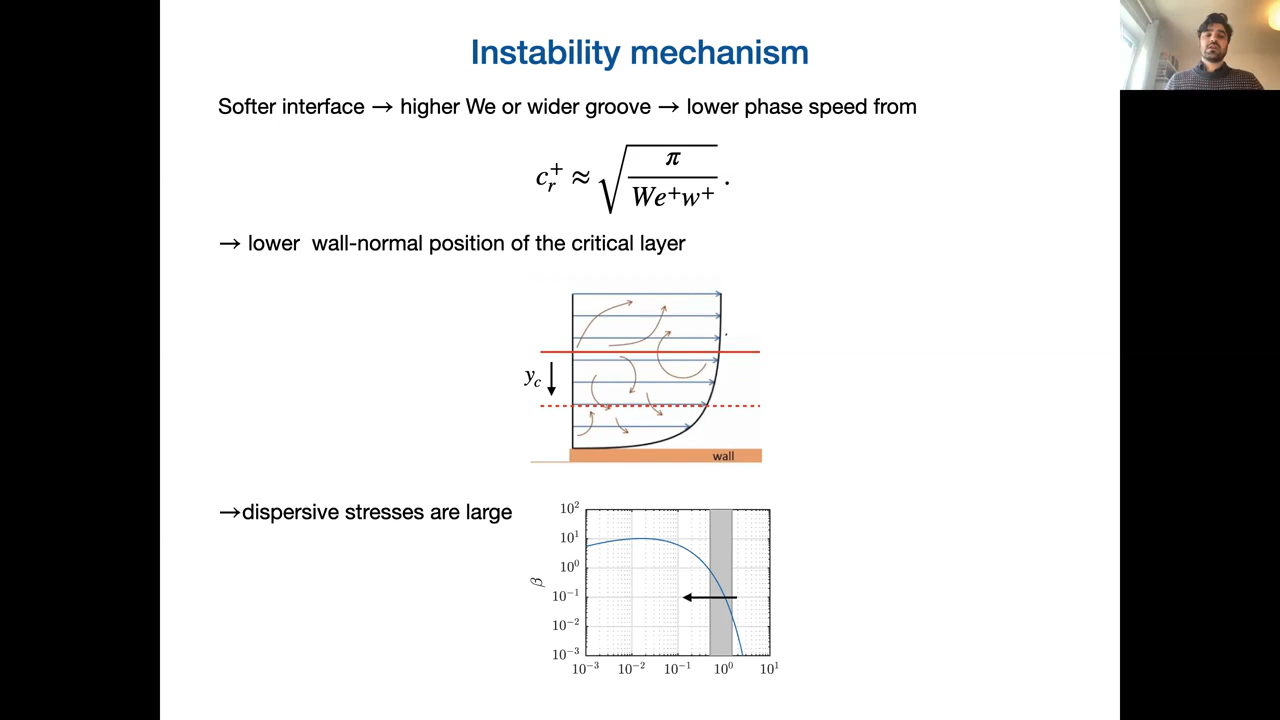 Instability mechanism
Softer interface → higher We or wider groove → lower phase speed from
c_r^+ ≈ √(π / We⁺w⁺) .
→ lower wall-normal position of the critical layer
y_c
wall
→dispersive stresses are large
10²
10¹
10⁰
10⁻¹
10⁻²
10⁻³
β
10⁻³ 10⁻² 10⁻¹ 10⁰ 10¹